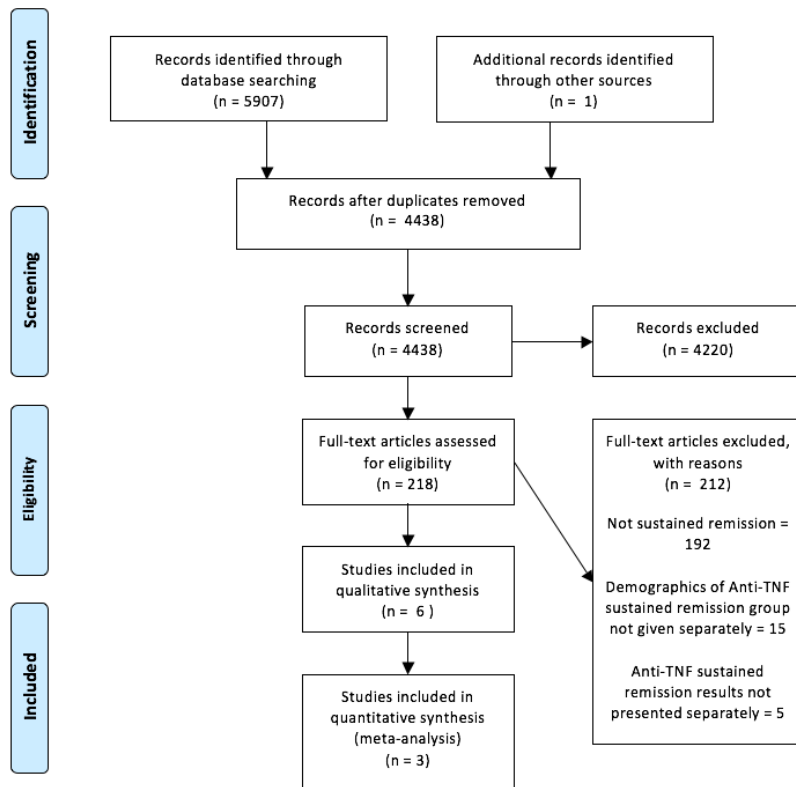 Identification
Records identified through
database searching
(n = 5907)
Additional records identified
through other sources
(n = 1)
Records after duplicates removed
(n = 4438)
Screening
Records screened
(n = 4438)
Records excluded
(n = 4220)
Eligibility
Full-text articles assessed
for eligibility
(n = 218)
Full-text articles excluded,
with reasons
(n = 212)
Not sustained remission =
192
Demographics of Anti-TNF
sustained remission group
not given separately = 15
Anti-TNF sustained
remission results not
presented separately = 5
Studies included in
qualitative synthesis
(n = 6 )
Included
Studies included in
quantitative synthesis
(meta-analysis)
(n = 3)